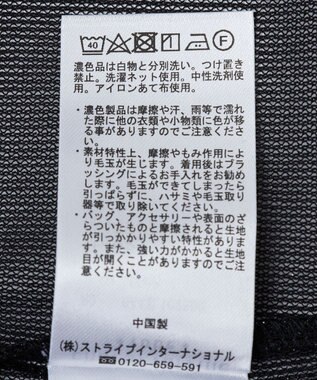 40 F
濃色品は白物と分別洗い。つけ置き
禁止。洗濯ネット使用。中性洗剤使
用。アイロンあて布使用。
・濃色製品は摩擦や汗、雨等で濡れ
た際に他の衣類や小物類に色が移
る事がありますのでご注意くださ
い。
・素材特性上、摩擦やもみ作用によ
り毛玉が生じます。着用後はブラ
ッシングによるお手入れをお勧め
します。毛玉ができてしまったら
引っぱらずに、ハサミや毛玉取り
器等で取り除いてください。
・バッグ、アクセサリーや表面のざ
らついたものと摩擦されると生地
が引っかかりやすい特性がありま
す。また、強い力がかかると生地
目が開くことがありますのでご注
意ください。
中国製
(株)ストライプインターナショナル
0120-659-591